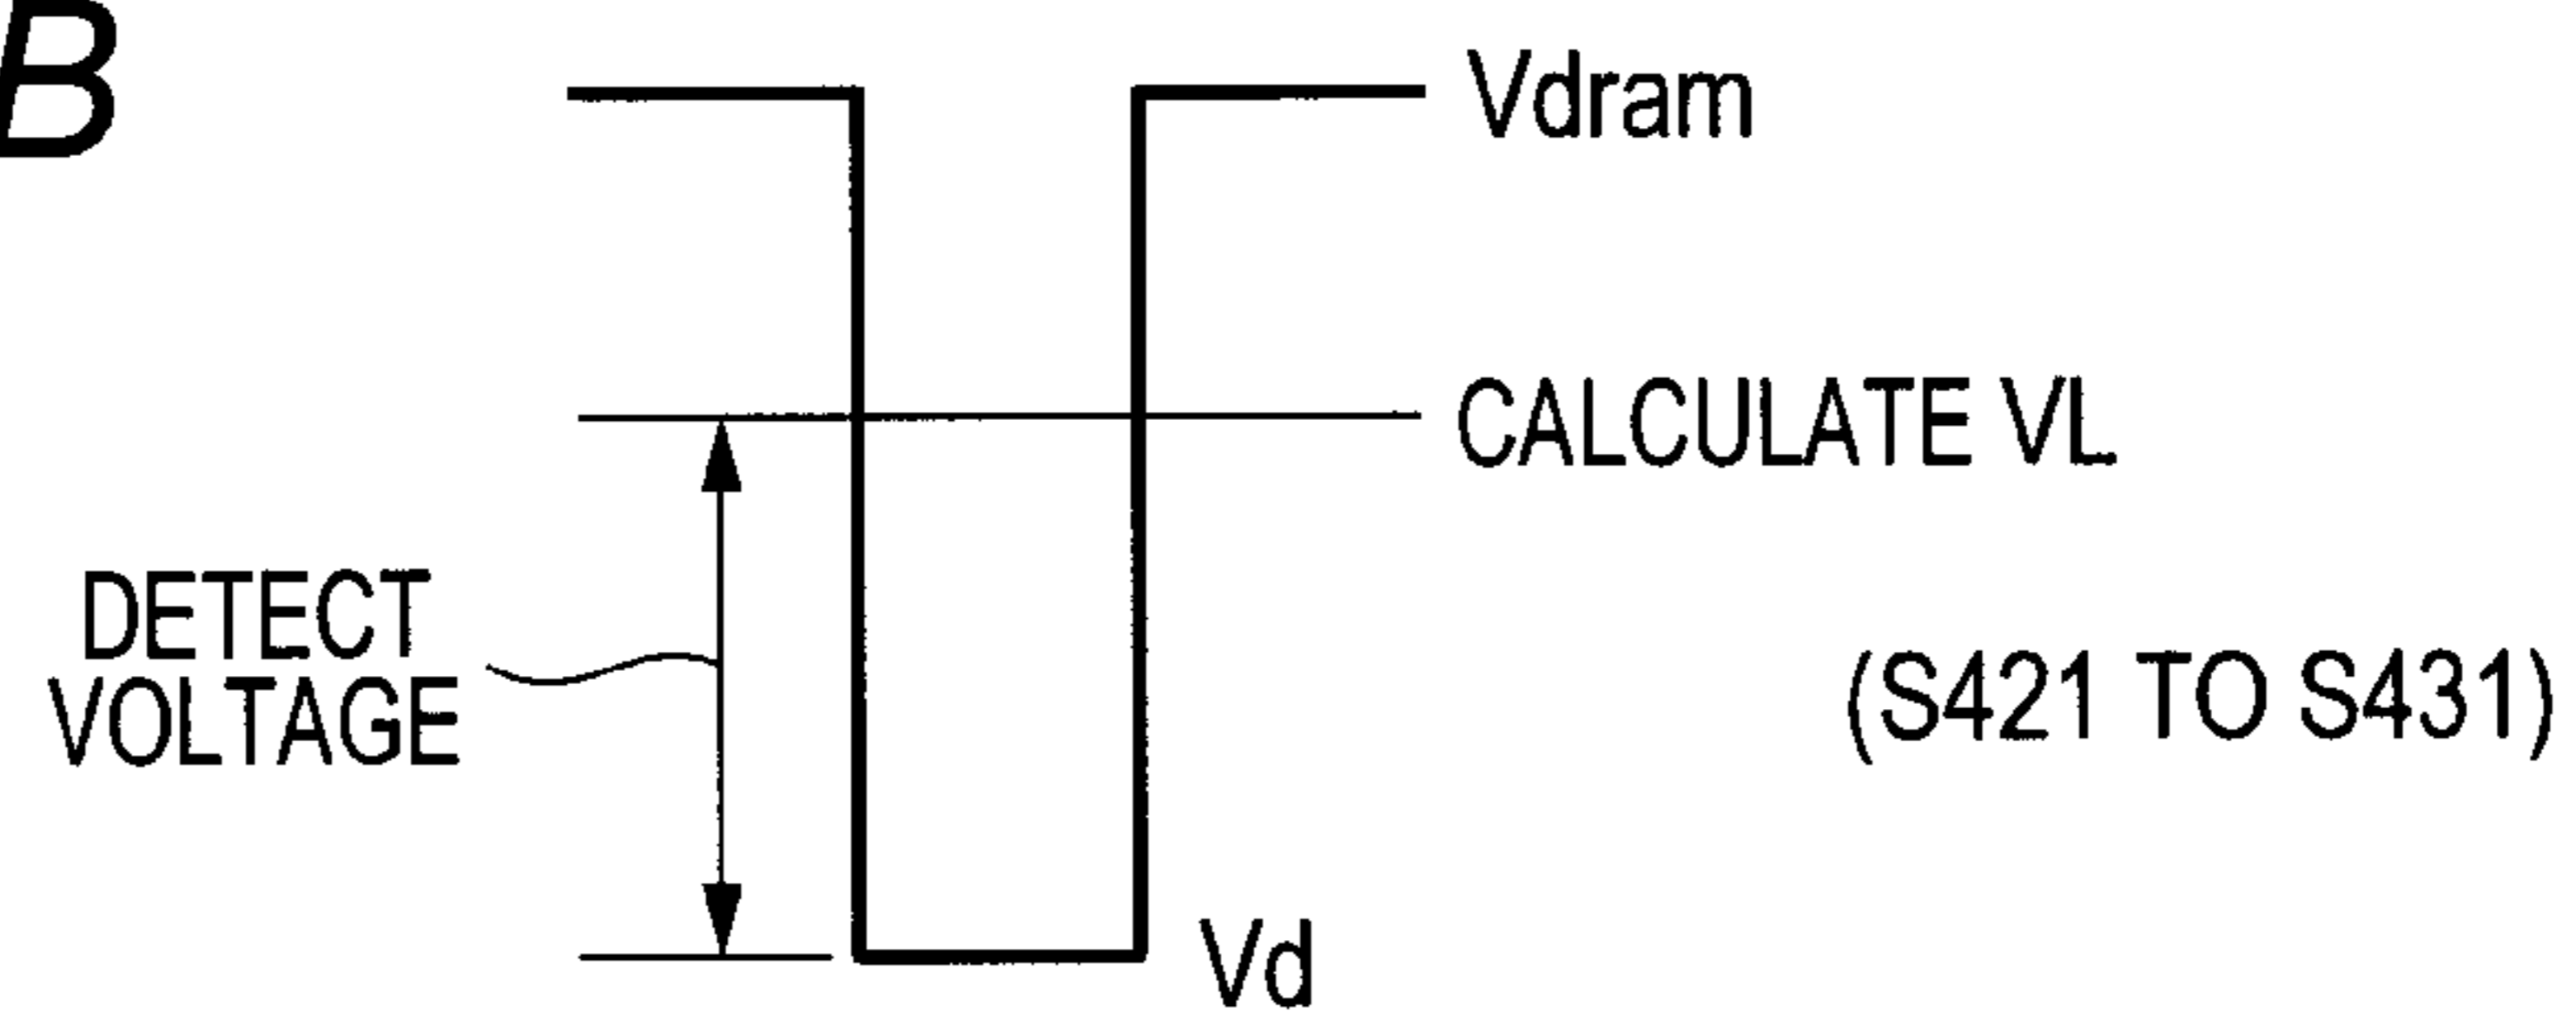 B
Vdram
CALCULATE VL
DETECT
VOLTAGE
(S421 TO S431)
Vd